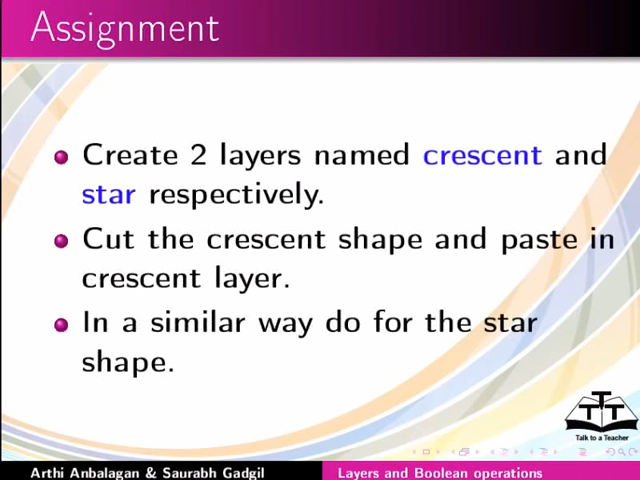 Assignment
Create 2 layers named crescent and
star respectively.
Cut the crescent shape and paste in
crescent layer.
In a similar way do for the star
shape.
TTT
Talk to a Teacher
Arthi Anbalagan & Saurabh Gadgil
Layers and Boolean operations